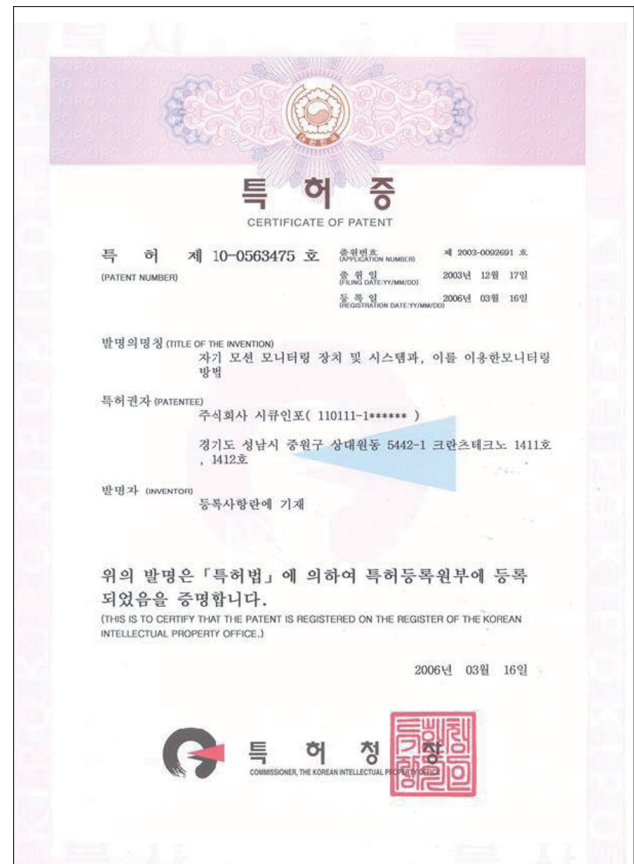 특 허 증
CERTIFICATE OF PATENT
특 허 제 10-0563475 호
(PATENT NUMBER)
출원번호 제 2003-0092691 호
(APPLICATION NUMBER)
출 원 일 2003년 12월 17일
(FILING DATE:YY/MM/DD)
등 록 일 2006년 03월 16일
(REGISTRATION DATE:YY/MM/DD)
발명의명칭 (TITLE OF THE INVENTION)
자기 모션 모니터링 장치 및 시스템과, 이를 이용한모니터링
방법
특허권자 (PATENTEE)
주식회사 시큐인포( 110111-1****** )
경기도 성남시 중원구 상대원동 5442-1 크란츠테크노 1411호
, 1412호
발명자 (INVENTOR)
등록사항란에 기재
위의 발명은 「특허법」에 의하여 특허등록원부에 등록
되었음을 증명합니다.
(THIS IS TO CERTIFY THAT THE PATENT IS REGISTERED ON THE REGISTER OF THE KOREAN
INTELLECTUAL PROPERTY OFFICE.)
2006년 03월 16일
특 허 청 장
COMMISSIONER, THE KOREAN INTELLECTUAL PROPERTY OFFICE